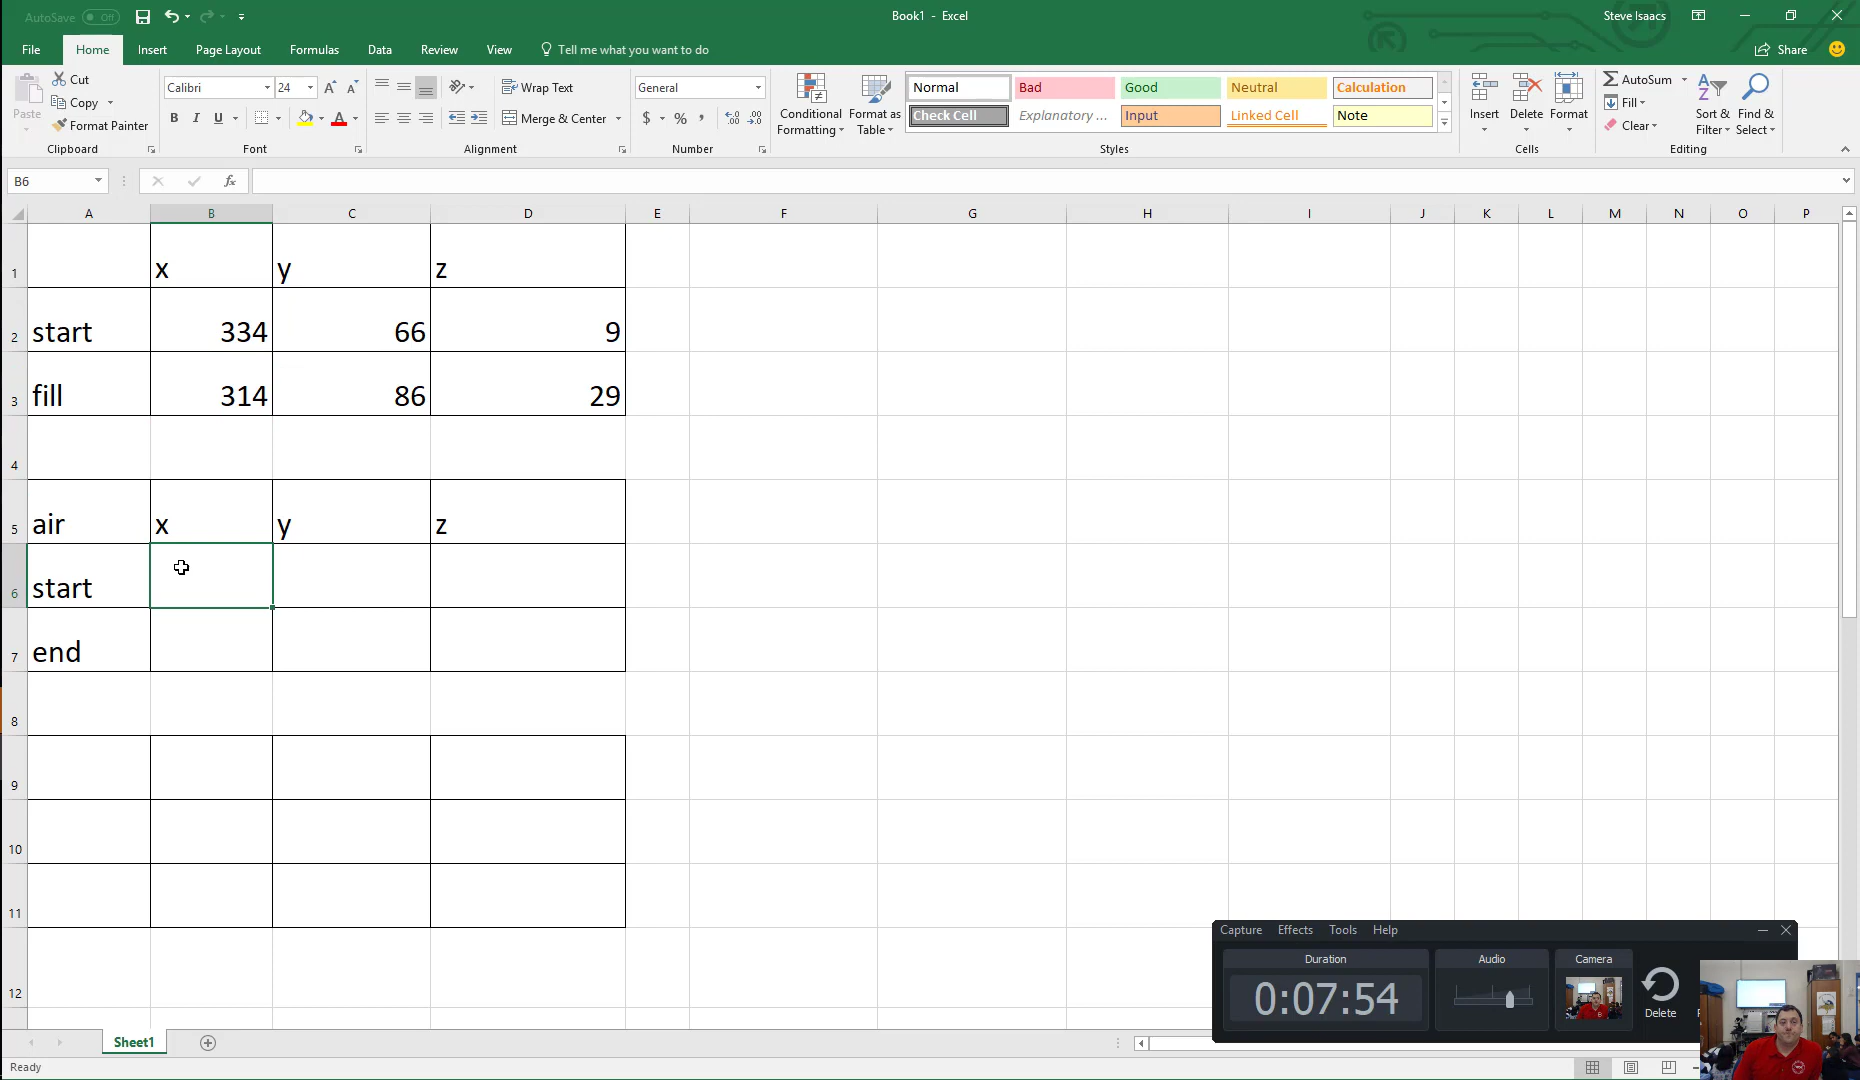 AutoSave Off
Book1 - Excel
Steve Isaacs
File Home Insert Page Layout Formulas Data Review View Tell me what you want to do
Share
Paste
Cut
Copy
Format Painter
Clipboard
Calibri 24
B I U A
Font
Wrap Text
Merge & Center
Alignment
General
$ % ,
Number
Conditional Formatting
Format as Table
Normal Bad Good Neutral Calculation
Check Cell Explanatory ... Input Linked Cell Note
Styles
Insert Delete Format
Cells
AutoSum
Fill
Clear
Sort & Filter
Find & Select
Editing
B6
fx
A B C D E F G H I J K L M N O P
1 x y z
2 start 334 66 9
3 fill 314 86 29
4
5 air x y z
6 start
7 end
8
9
10
11
12
Capture Effects Tools Help
Duration Audio Camera
0:07:54
Delete
Sheet1
Ready